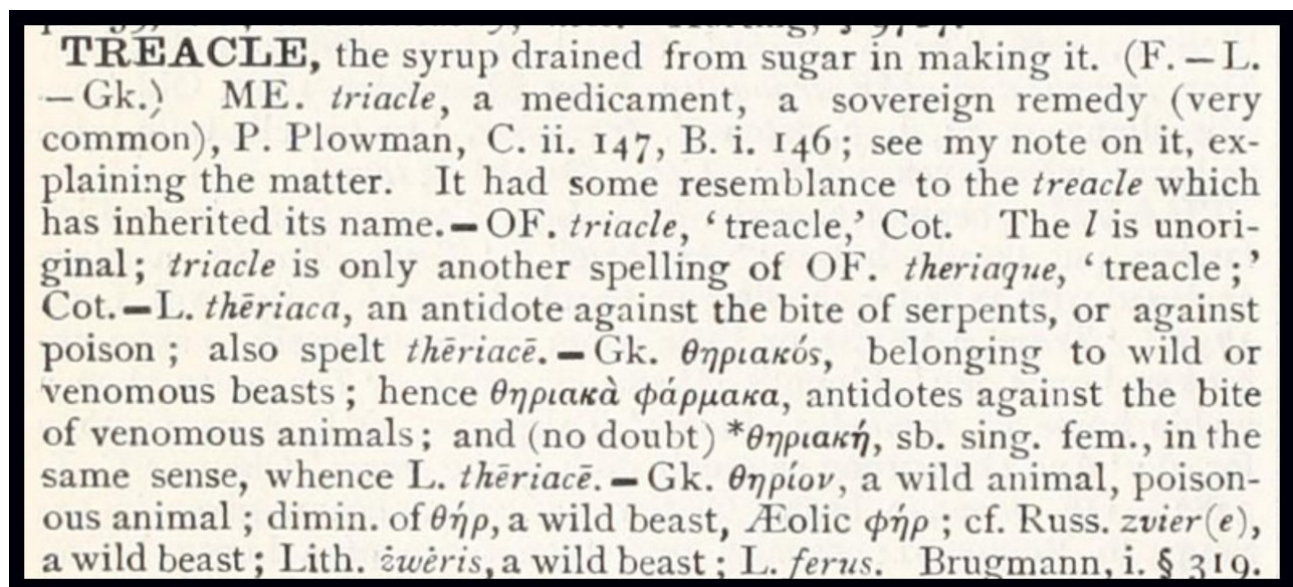 TREACLE, the syrup drained from sugar in making it. (F. – L.
– Gk.) ME. triacle, a medicament, a sovereign remedy (very
common), P. Plowman, C. ii. 147, B. i. 146; see my note on it, ex-
plaining the matter. It had some resemblance to the treacle which
has inherited its name. – OF. triacle, ‘treacle,’ Cot. The l is unori-
ginal; triacle is only another spelling of OF. theriaque, ‘treacle;’
Cot. – L. thēriaca, an antidote against the bite of serpents, or against
poison; also spelt thēriacē. – Gk. θηριακός, belonging to wild or
venomous beasts; hence θηριακὰ φάρμακα, antidotes against the bite
of venomous animals; and (no doubt) *θηριακή, sb. sing. fem., in the
same sense, whence L. thēriacē. – Gk. θηρίον, a wild animal, poison-
ous animal; dimin. of θήρ, a wild beast, Æolic φήρ; cf. Russ. zvier(e),
a wild beast; Lith. żwėris, a wild beast; L. ferus. Brugmann, i. § 319.